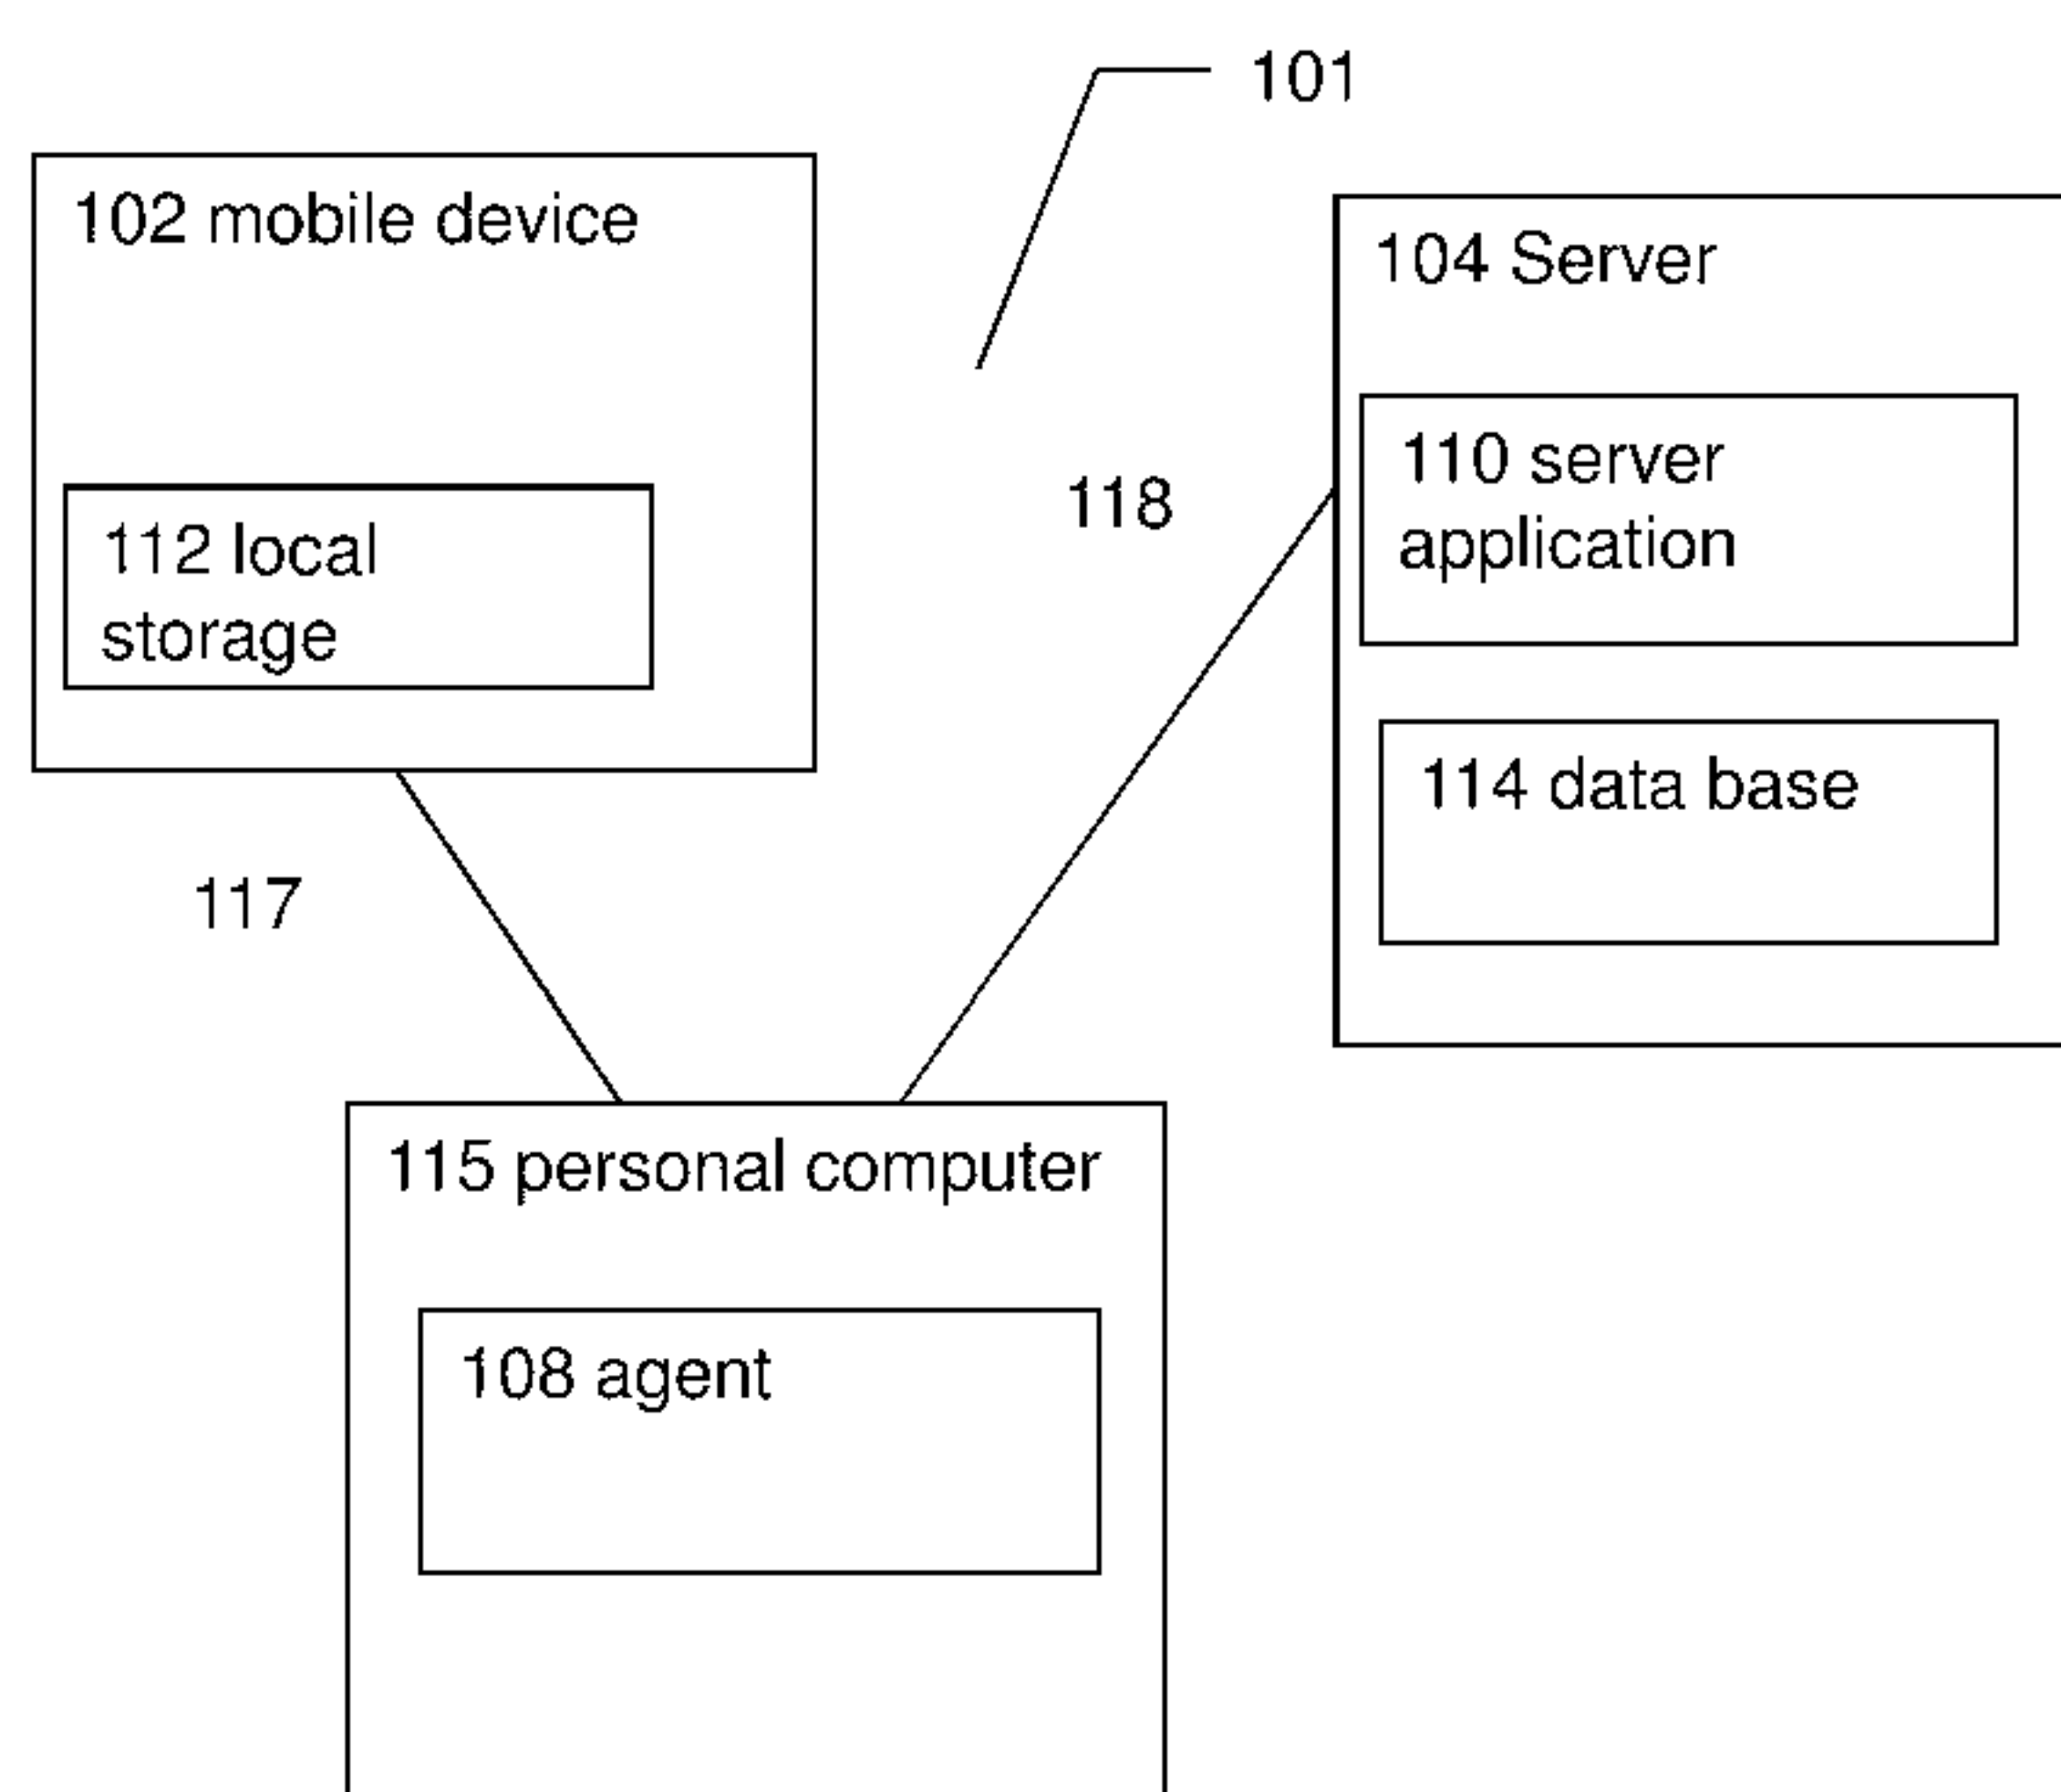 101
102 mobile device
104 Server
110 server
application
118
112 local
storage
114 data base
117
115 personal computer
108 agent